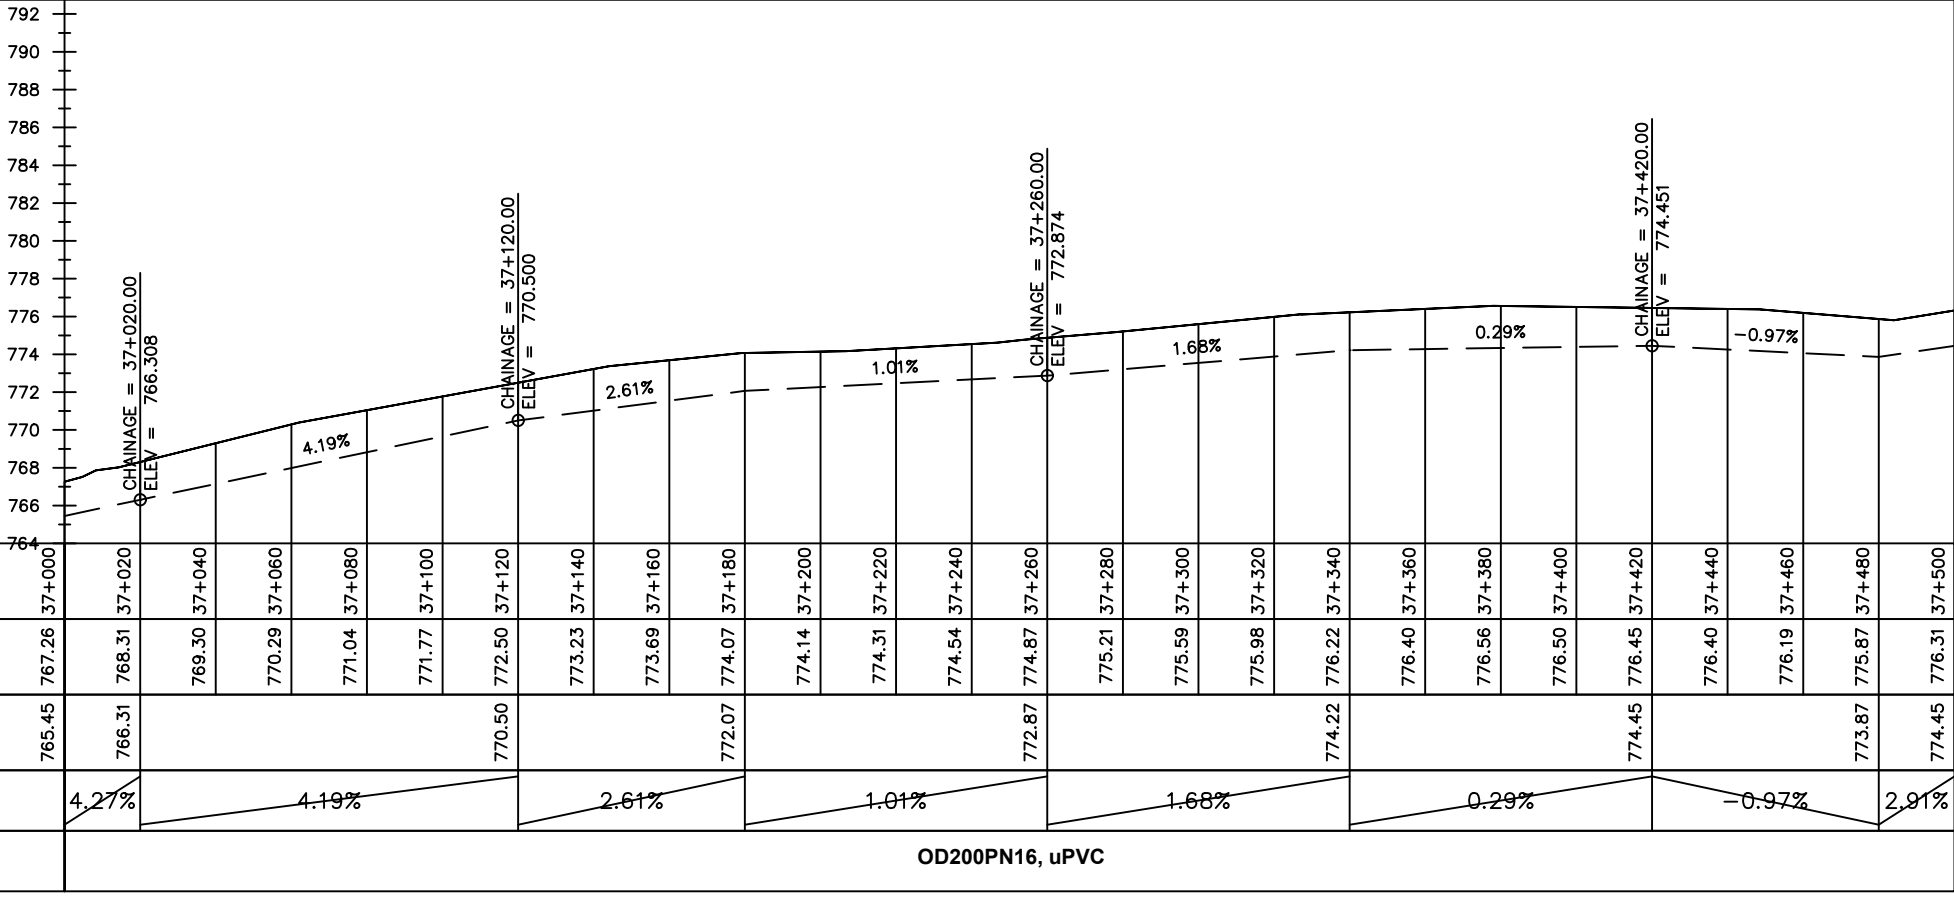 792
790
788
786
784
782
780
778
776
774
772
770
768
766
764
CHAINAGE = 37+020.00
ELEV = 766.308
CHAINAGE = 37+120.00
ELEV = 770.500
CHAINAGE = 37+260.00
ELEV = 772.874
CHAINAGE = 37+420.00
ELEV = 774.451
4.19% 2.61% 1.01% 1.68% 0.29% −0.97%
37+000 37+020 37+040 37+060 37+080 37+100 37+120 37+140 37+160 37+180 37+200 37+220 37+240 37+260 37+280 37+300 37+320 37+340 37+360 37+380 37+400 37+420 37+440 37+460 37+480 37+500
767.26 768.31 769.30 770.29 771.04 771.77 772.50 773.23 773.69 774.07 774.14 774.31 774.54 774.87 775.21 775.59 775.98 776.22 776.40 776.56 776.50 776.45 776.40 776.19 775.87 776.31
765.45 766.31 770.50 772.07 772.87 774.22 774.45 773.87 774.45
4.27% 4.19% 2.61% 1.01% 1.68% 0.29% −0.97% 2.91%
OD200PN16, uPVC